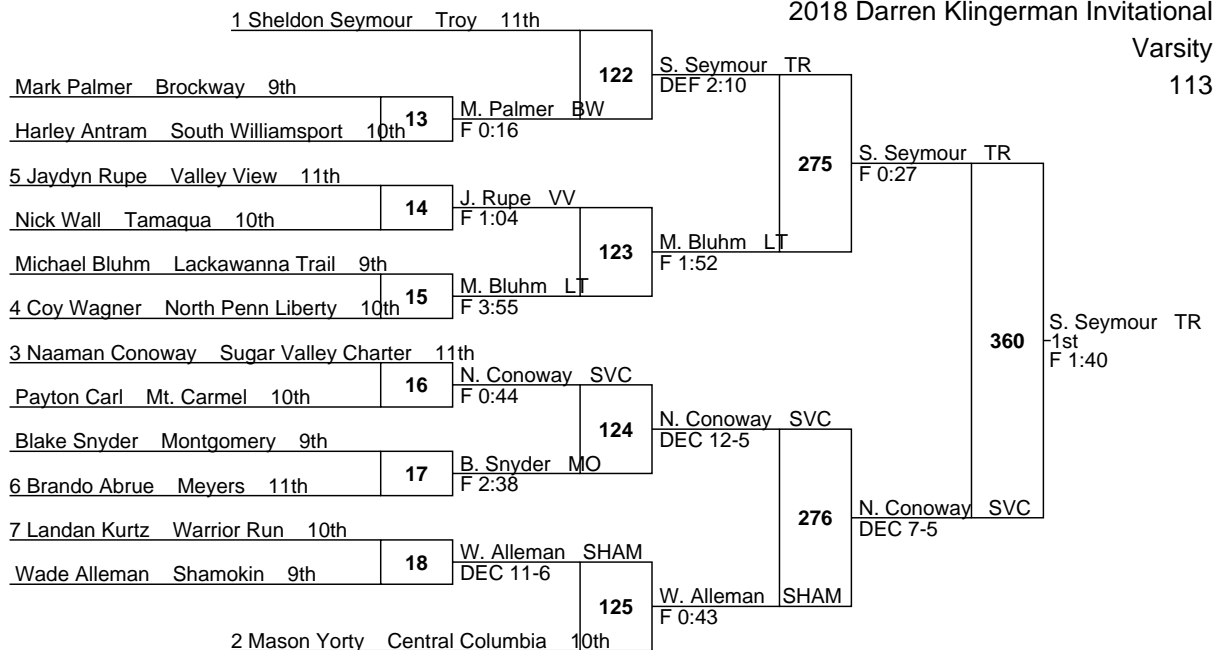 2018 Darren Klingerman Invitational
Varsity
113
1 Sheldon Seymour Troy 11th
122
S. Seymour TR
DEF 2:10
Mark Palmer Brockway 9th
13
M. Palmer BW
F 0:16
Harley Antram South Williamsport 10th
275
S. Seymour TR
F 0:27
5 Jaydyn Rupe Valley View 11th
14
J. Rupe VV
F 1:04
Nick Wall Tamaqua 10th
123
M. Bluhm LT
F 1:52
Michael Bluhm Lackawanna Trail 9th
15
M. Bluhm LT
F 3:55
4 Coy Wagner North Penn Liberty 10th
360
S. Seymour TR
1st
F 1:40
3 Naaman Conoway Sugar Valley Charter 11th
16
N. Conoway SVC
F 0:44
Payton Carl Mt. Carmel 10th
124
N. Conoway SVC
DEC 12-5
Blake Snyder Montgomery 9th
17
B. Snyder MO
F 2:38
6 Brando Abrue Meyers 11th
276
N. Conoway SVC
DEC 7-5
7 Landan Kurtz Warrior Run 10th
18
W. Alleman SHAM
DEC 11-6
Wade Alleman Shamokin 9th
125
W. Alleman SHAM
F 0:43
2 Mason Yorty Central Columbia 10th